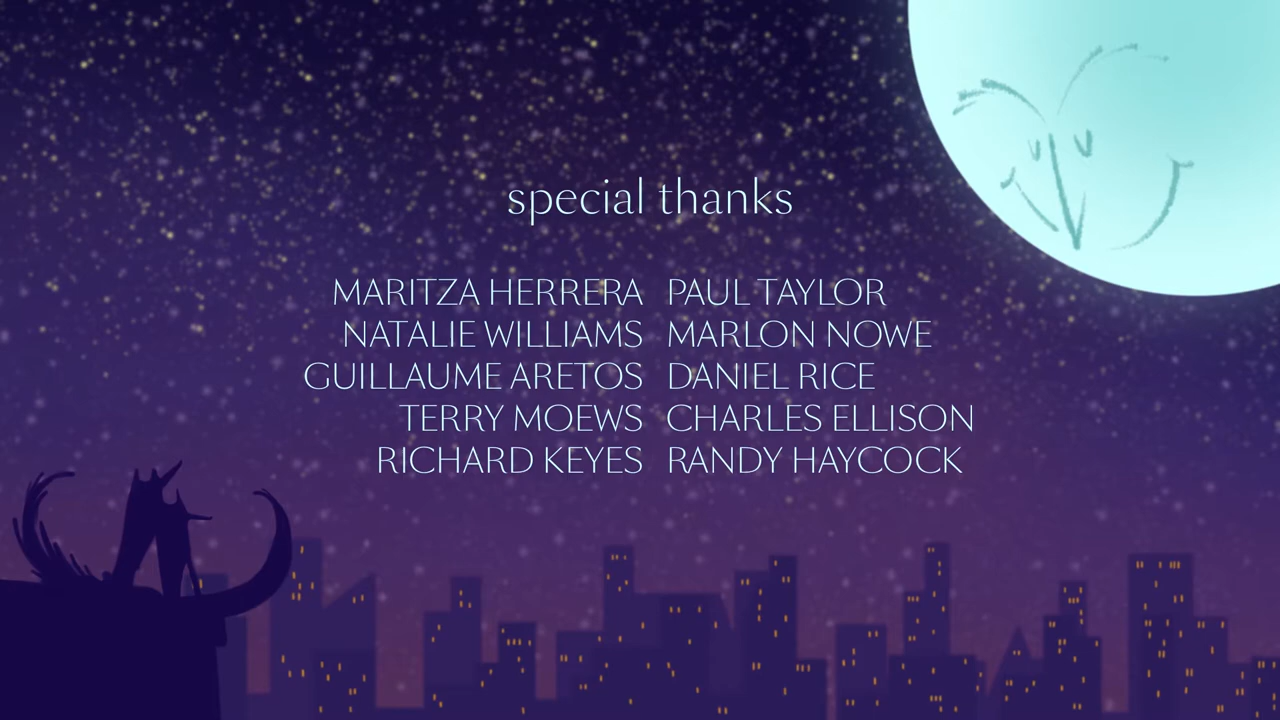 special thanks
MARITZA HERRERA PAUL TAYLOR
NATALIE WILLIAMS MARLON NOWE
GUILLAUME ARETOS DANIEL RICE
TERRY MOEWS CHARLES ELLISON
RICHARD KEYES RANDY HAYCOCK